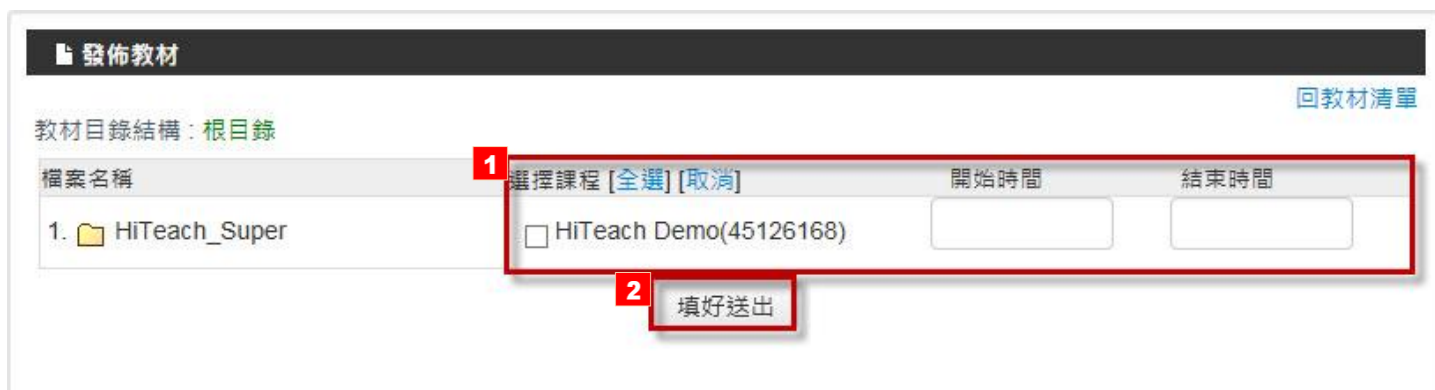 發佈教材
回教材清單
教材目錄結構 : 根目錄
1
檔案名稱 選擇課程 [全選] [取消] 開始時間 結束時間
1. HiTeach_Super HiTeach Demo(45126168)
2
填好送出